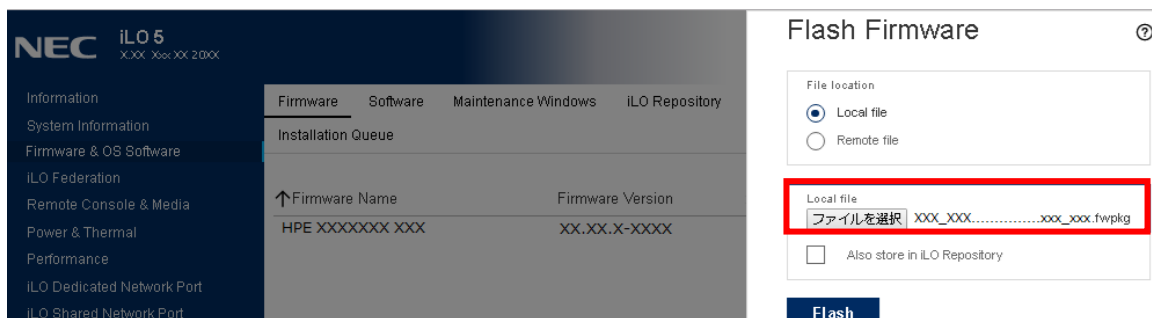 NEC iLO 5
X.XX Xxx XX 20XX
Information
System Information
Firmware & OS Software
iLO Federation
Remote Console & Media
Power & Thermal
Performance
iLO Dedicated Network Port
iLO Shared Network Port
Firmware Software Maintenance Windows iLO Repository
Installation Queue
↑Firmware Name Firmware Version
HPE XXXXXXX XXX XX.XX.X-XXXX
Flash Firmware
File location
Local file
Remote file
Local file
ファイルを選択 XXX_XXX...............xxx_xxx.fwpkg
Also store in iLO Repository
Flash